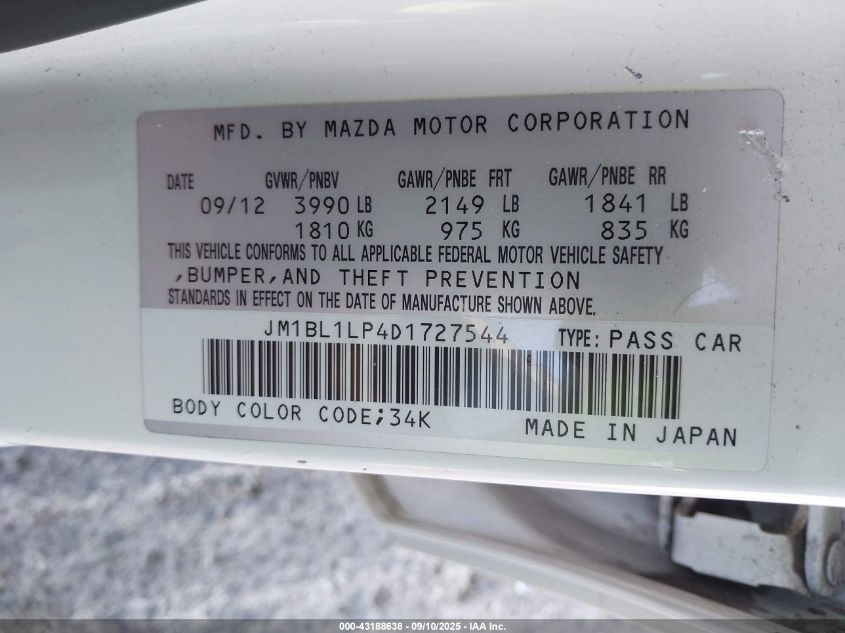 MFD. BY MAZDA MOTOR CORPORATION
DATE GVWR/PNBV GAWR/PNBE FRT GAWR/PNBE RR
09/12 3990 LB 2149 LB 1841 LB
1810 KG 975 KG 835 KG
THIS VEHICLE CONFORMS TO ALL APPLICABLE FEDERAL MOTOR VEHICLE SAFETY
,BUMPER,AND THEFT PREVENTION
STANDARDS IN EFFECT ON THE DATE OF MANUFACTURE SHOWN ABOVE.
JM1BL1LP4D1727544 TYPE: PASS CAR
BODY COLOR CODE;34K
MADE IN JAPAN
000-43188638 - 09/10/2025 - IAA Inc.